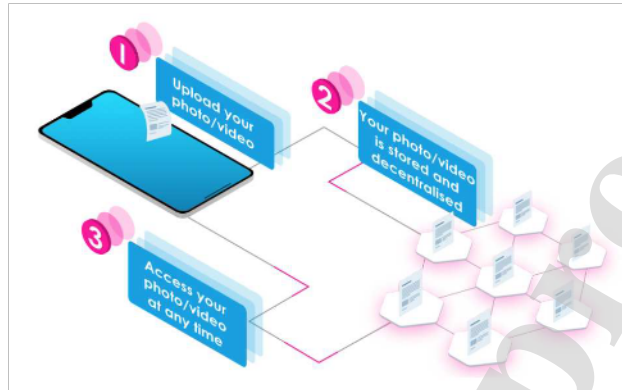 1
Upload your
photo/video
2
Your photo/video
is stored and
decentralised
3
Access your
photo/video
at any time